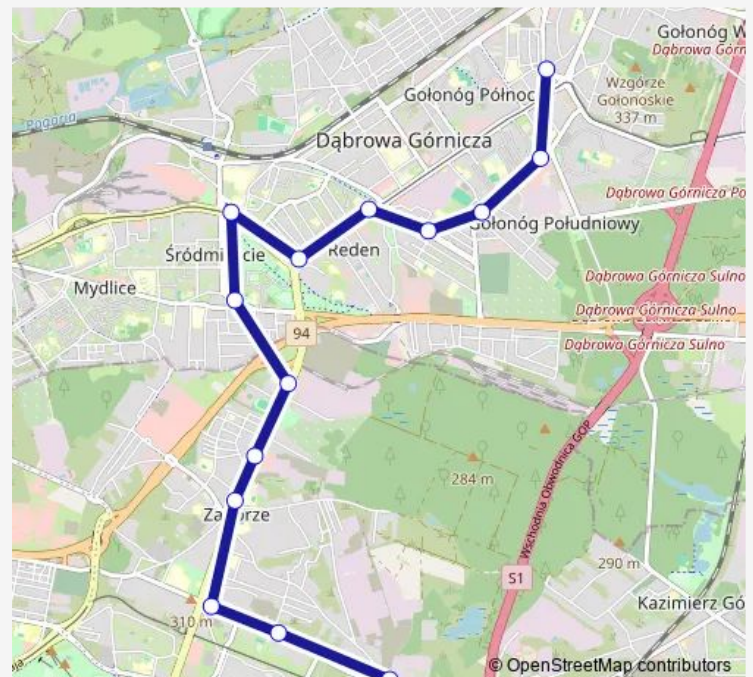 Gołonóg W
Dąbrowa Górn
Wzgórze
Gołonoskie
337 m
Gołonóg Północ
Pogoria
Dąbrowa Górnicza
Dąbrowa Górnicza Po
Gołonóg Południowy
Śródmi cie
Reden
Mydlice
Dąbrowa Górnicza Sulno
Dąbrowa Górnicza Sulno
94
Dąbrowa Górnicza Sulno
284 m
Wschodnia Obwodnica GOP
Za orze
290 m
S1
Kazimierz Gó
310 m
oja
© OpenStreetMap contributors